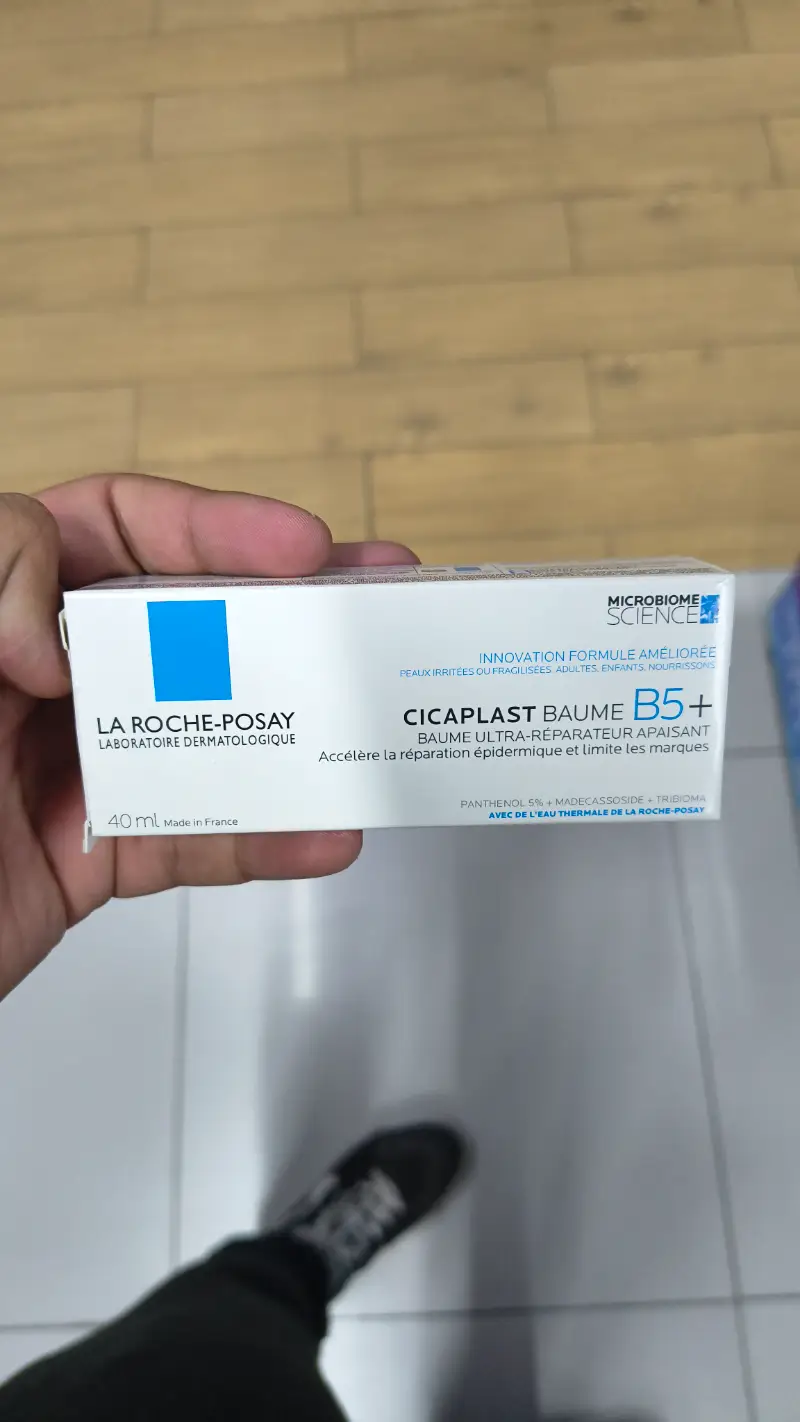 LA ROCHE-POSAY
LABORATOIRE DERMATOLOGIQUE
40 ml Made in France
MICROBIOME
SCIENCE
INNOVATION FORMULE AMÉLIORÉE
PEAUX IRRITÉES OU FRAGILISÉES. ADULTES, ENFANTS, NOURRISSONS
CICAPLAST BAUME B5+
BAUME ULTRA-RÉPARATEUR APAISANT
Accélère la réparation épidermique et limite les marques
PANTHENOL 5% + MADECASSOSIDE + TRIBIOMA
AVEC DE L'EAU THERMALE DE LA ROCHE-POSAY